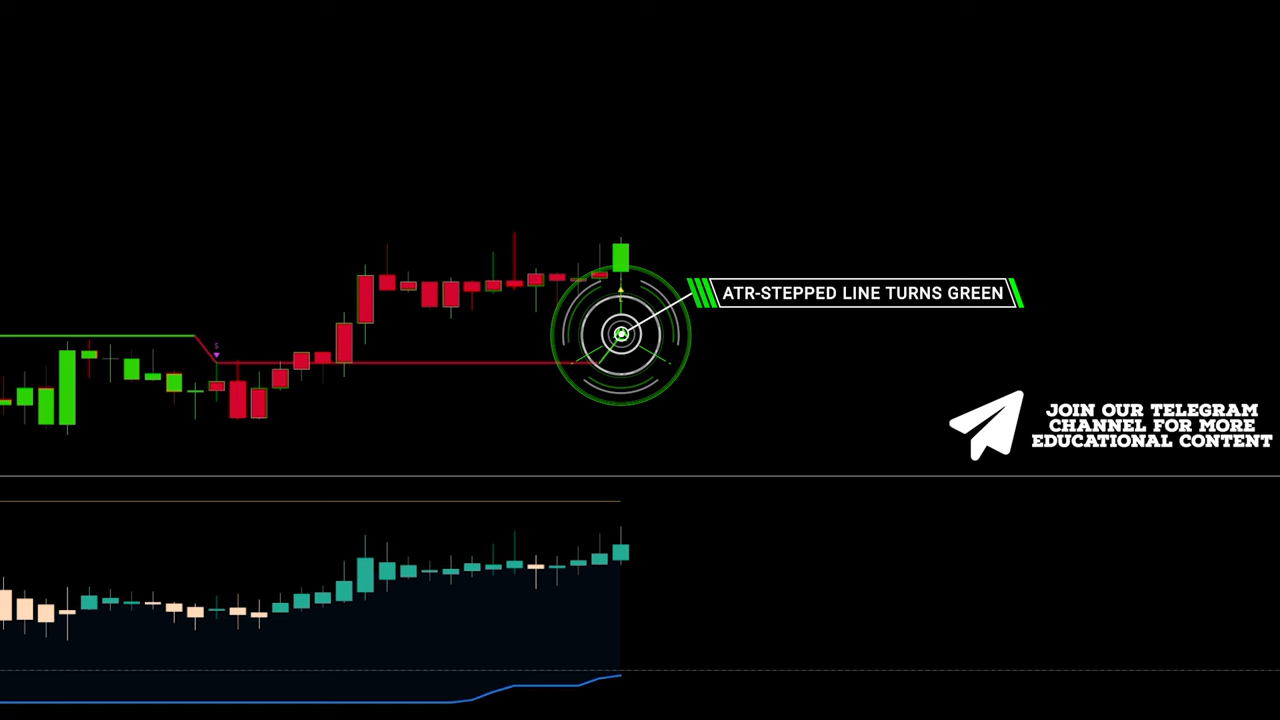 S
ATR-STEPPED LINE TURNS GREEN
JOIN OUR TELEGRAM
CHANNEL FOR MORE
EDUCATIONAL CONTENT